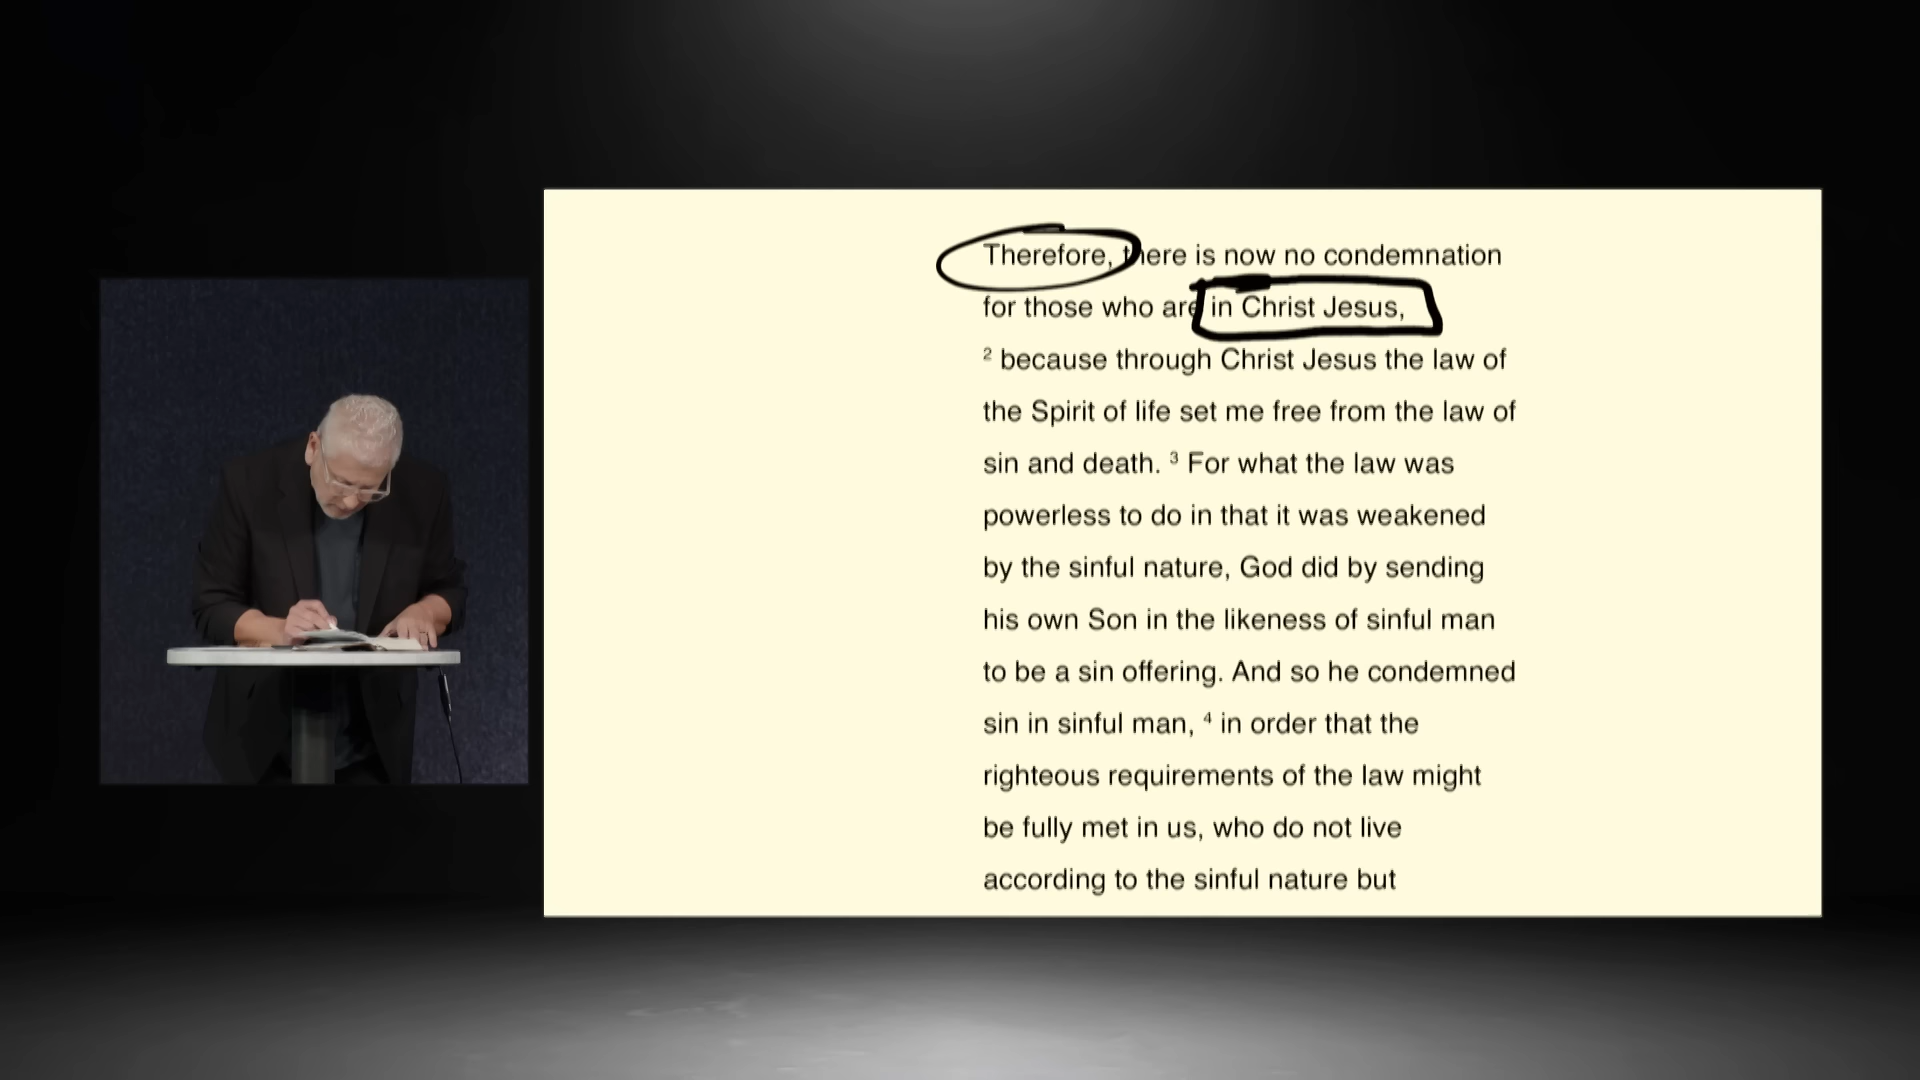 Therefore, there is now no condemnation
for those who are in Christ Jesus,
² because through Christ Jesus the law of
the Spirit of life set me free from the law of
sin and death. ³ For what the law was
powerless to do in that it was weakened
by the sinful nature, God did by sending
his own Son in the likeness of sinful man
to be a sin offering. And so he condemned
sin in sinful man, ⁴ in order that the
righteous requirements of the law might
be fully met in us, who do not live
according to the sinful nature but